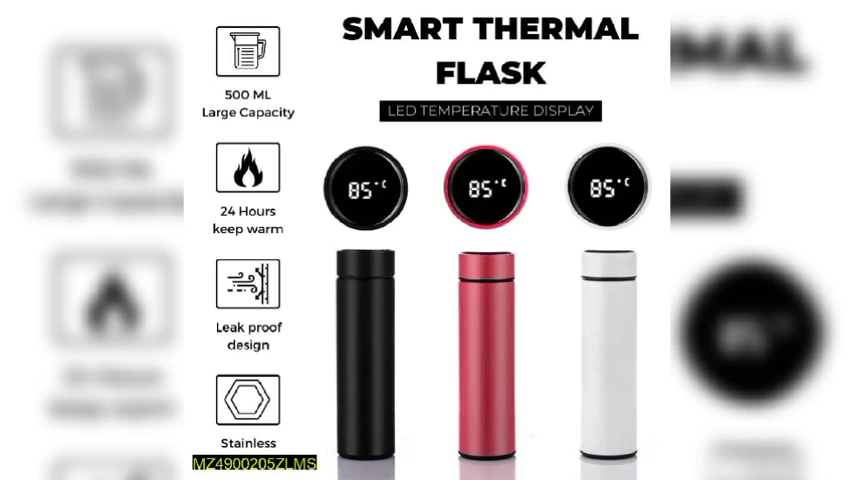 SMART THERMAL
FLASK
LED TEMPERATURE DISPLAY
500 ML
Large Capacity
24 Hours
keep warm
Leak proof
design
Stainless
MZ4900205ZLMS
85°C
85°C
85°C